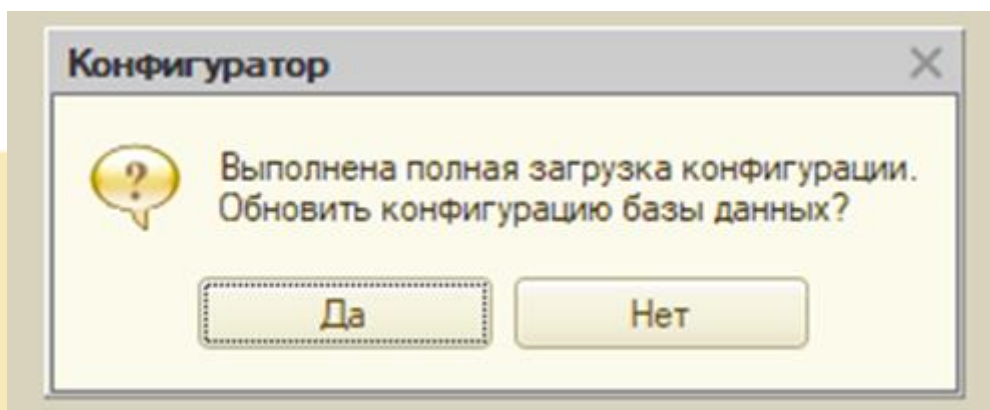 Конфигуратор
?
Выполнена полная загрузка конфигурации.
Обновить конфигурацию базы данных?
Да
Нет